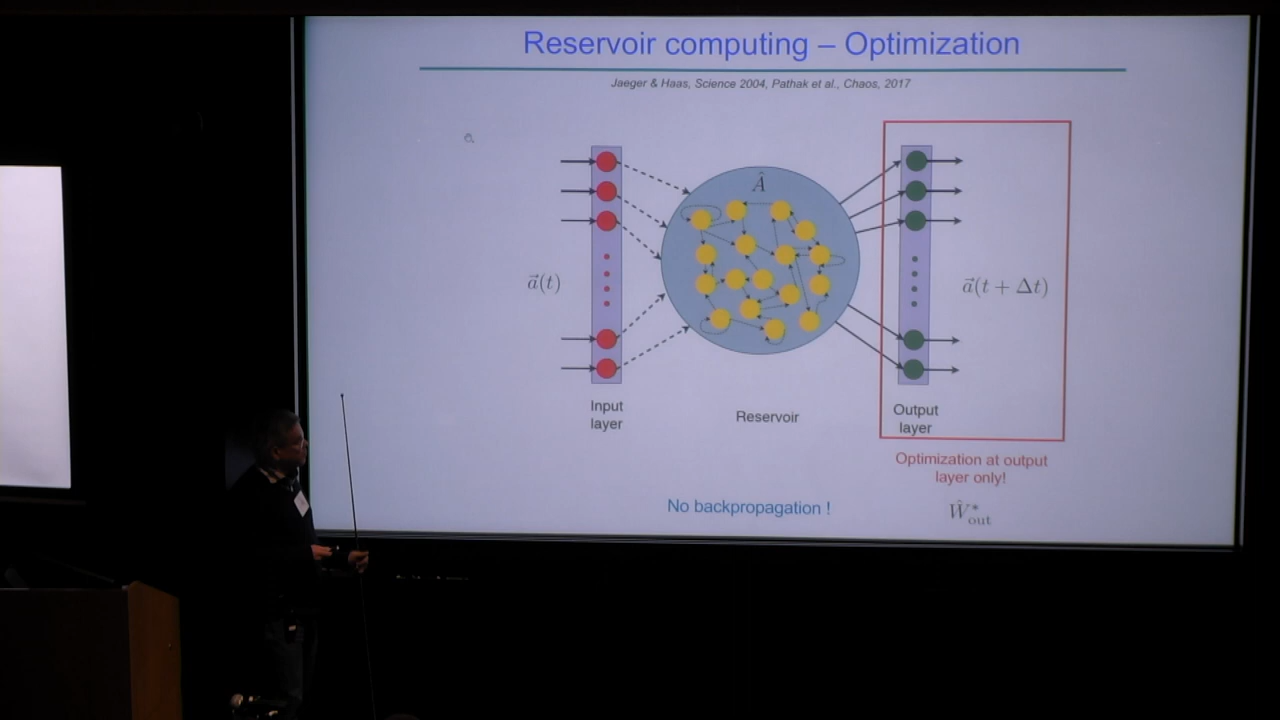 Reservoir computing – Optimization
Jaeger & Haas, Science 2004, Pathak et al., Chaos, 2017
Â
a⃗(t)
a⃗(t + Δt)
Input
layer
Reservoir
Output
layer
Optimization at output
layer only!
No backpropagation !
Ŵ*out